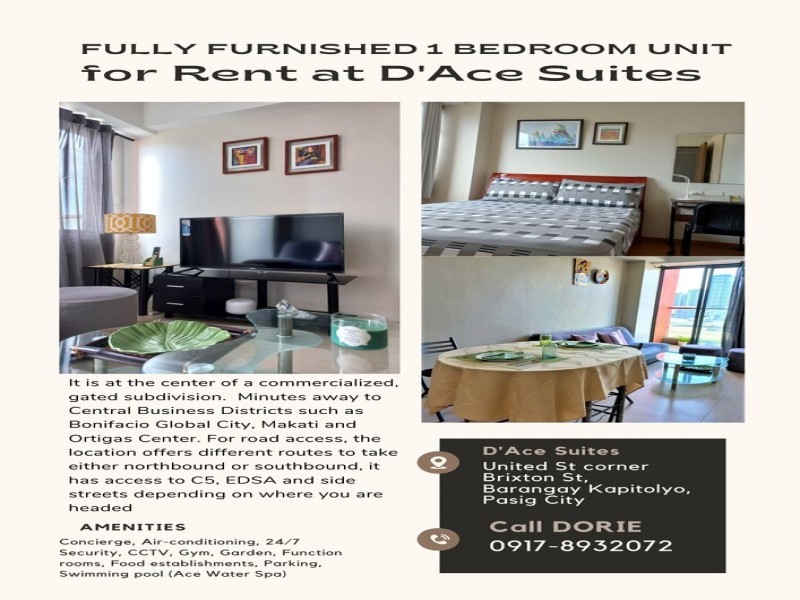 FULLY FURNISHED 1 BEDROOM UNIT
for Rent at D'Ace Suites
It is at the center of a commercialized,
gated subdivision. Minutes away to
Central Business Districts such as
Bonifacio Global City, Makati and
Ortigas Center. For road access, the
location offers different routes to take
either northbound or southbound, it
has access to C5, EDSA and side
streets depending on where you are
headed
AMENITIES
Concierge, Air-conditioning, 24/7
Security, CCTV, Gym, Garden, Function
rooms, Food establishments, Parking,
Swimming pool (Ace Water Spa)
D'Ace Suites
United St corner
Brixton St,
Barangay Kapitolyo,
Pasig City
Call DORIE
0917-8932072